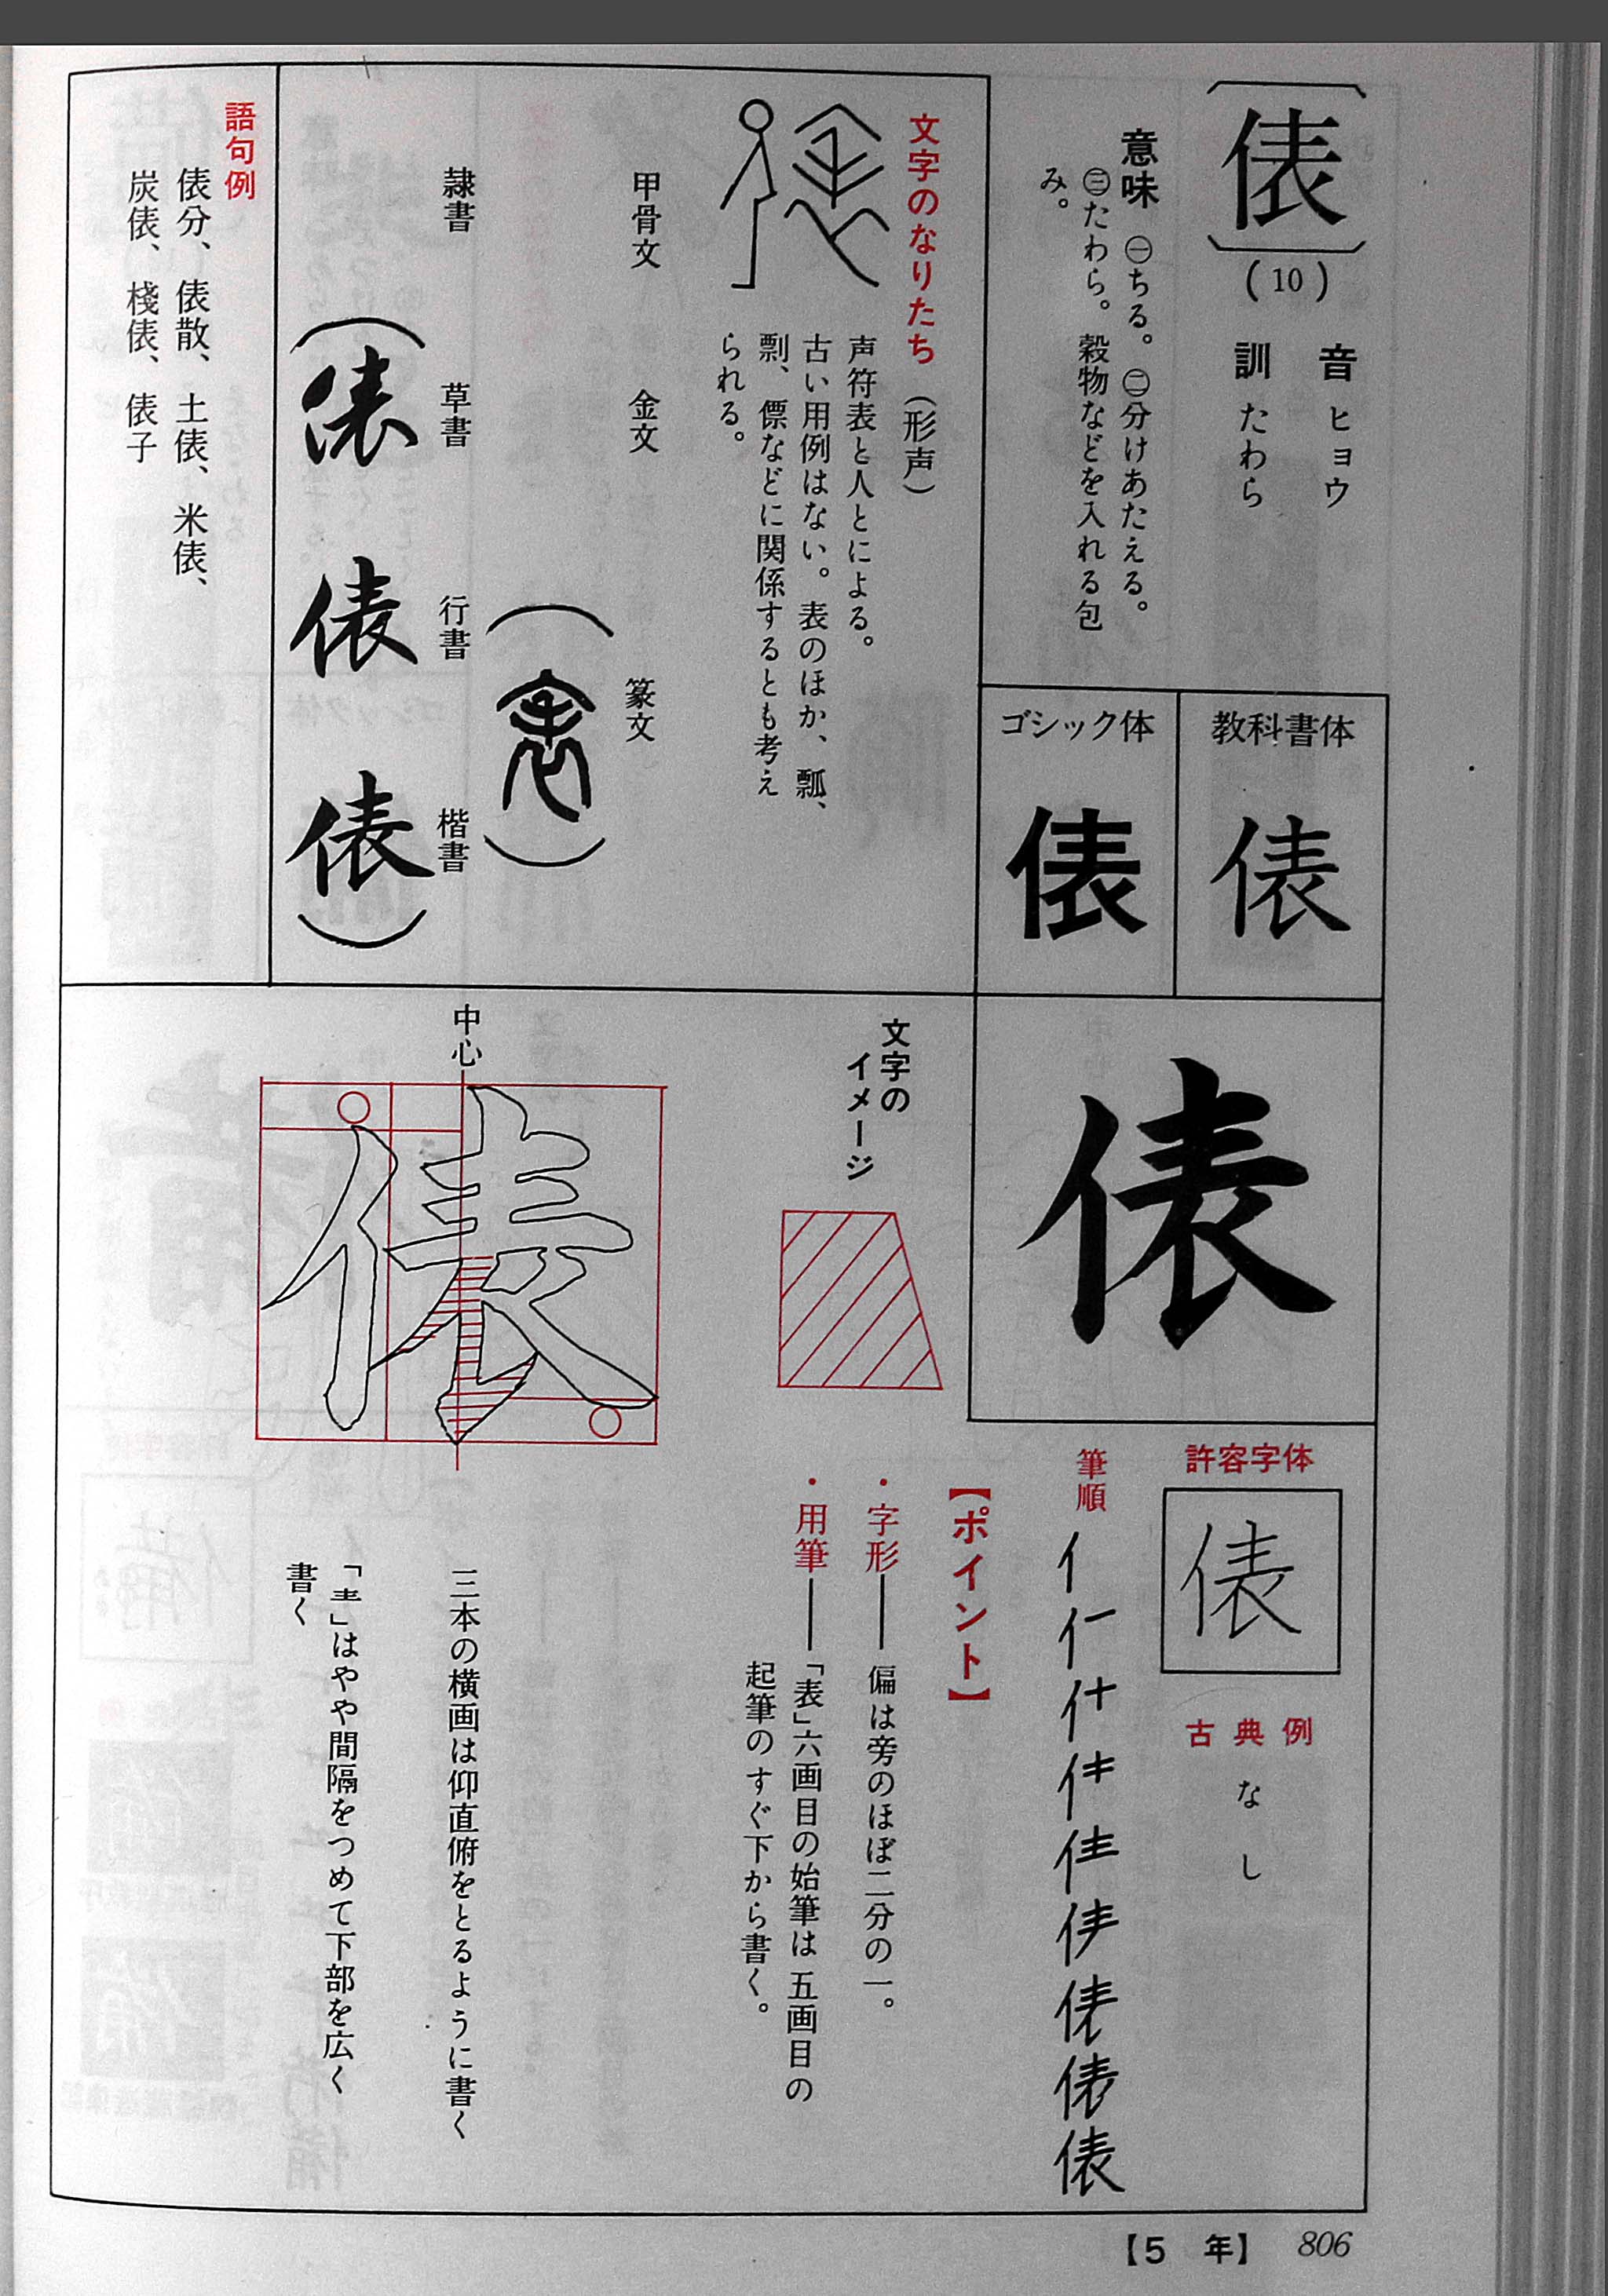 俵
(10)
音 ヒョウ
訓 たわら
意味 ㊀ちる。㊁分けあたえる。
㊂たわら。穀物などを入れる包
み。
教科書体
俵
ゴシック体
俵
文字のなりたち（形声）
声符表と人とによる。
古い用例はない。表のほか、瓢、
剽、僄などに関係するとも考え
られる。
甲骨文 金文 篆文
隷書 草書 行書 楷書
俵 俵 俵
語句例
俵分、俵散、土俵、米俵、
炭俵、棧俵、俵子
俵
許容字体
俵
古典例
なし
筆順
俵
【ポイント】
・字形――偏は旁のほぼ二分の一。
・用筆――「表」六画目の始筆は五画目の
起筆のすぐ下から書く。
文字の
イメージ
中心
三本の横画は仰直俯をとるように書く
「龶」はやや間隔をつめて下部を広く
書く
【5 年】 806